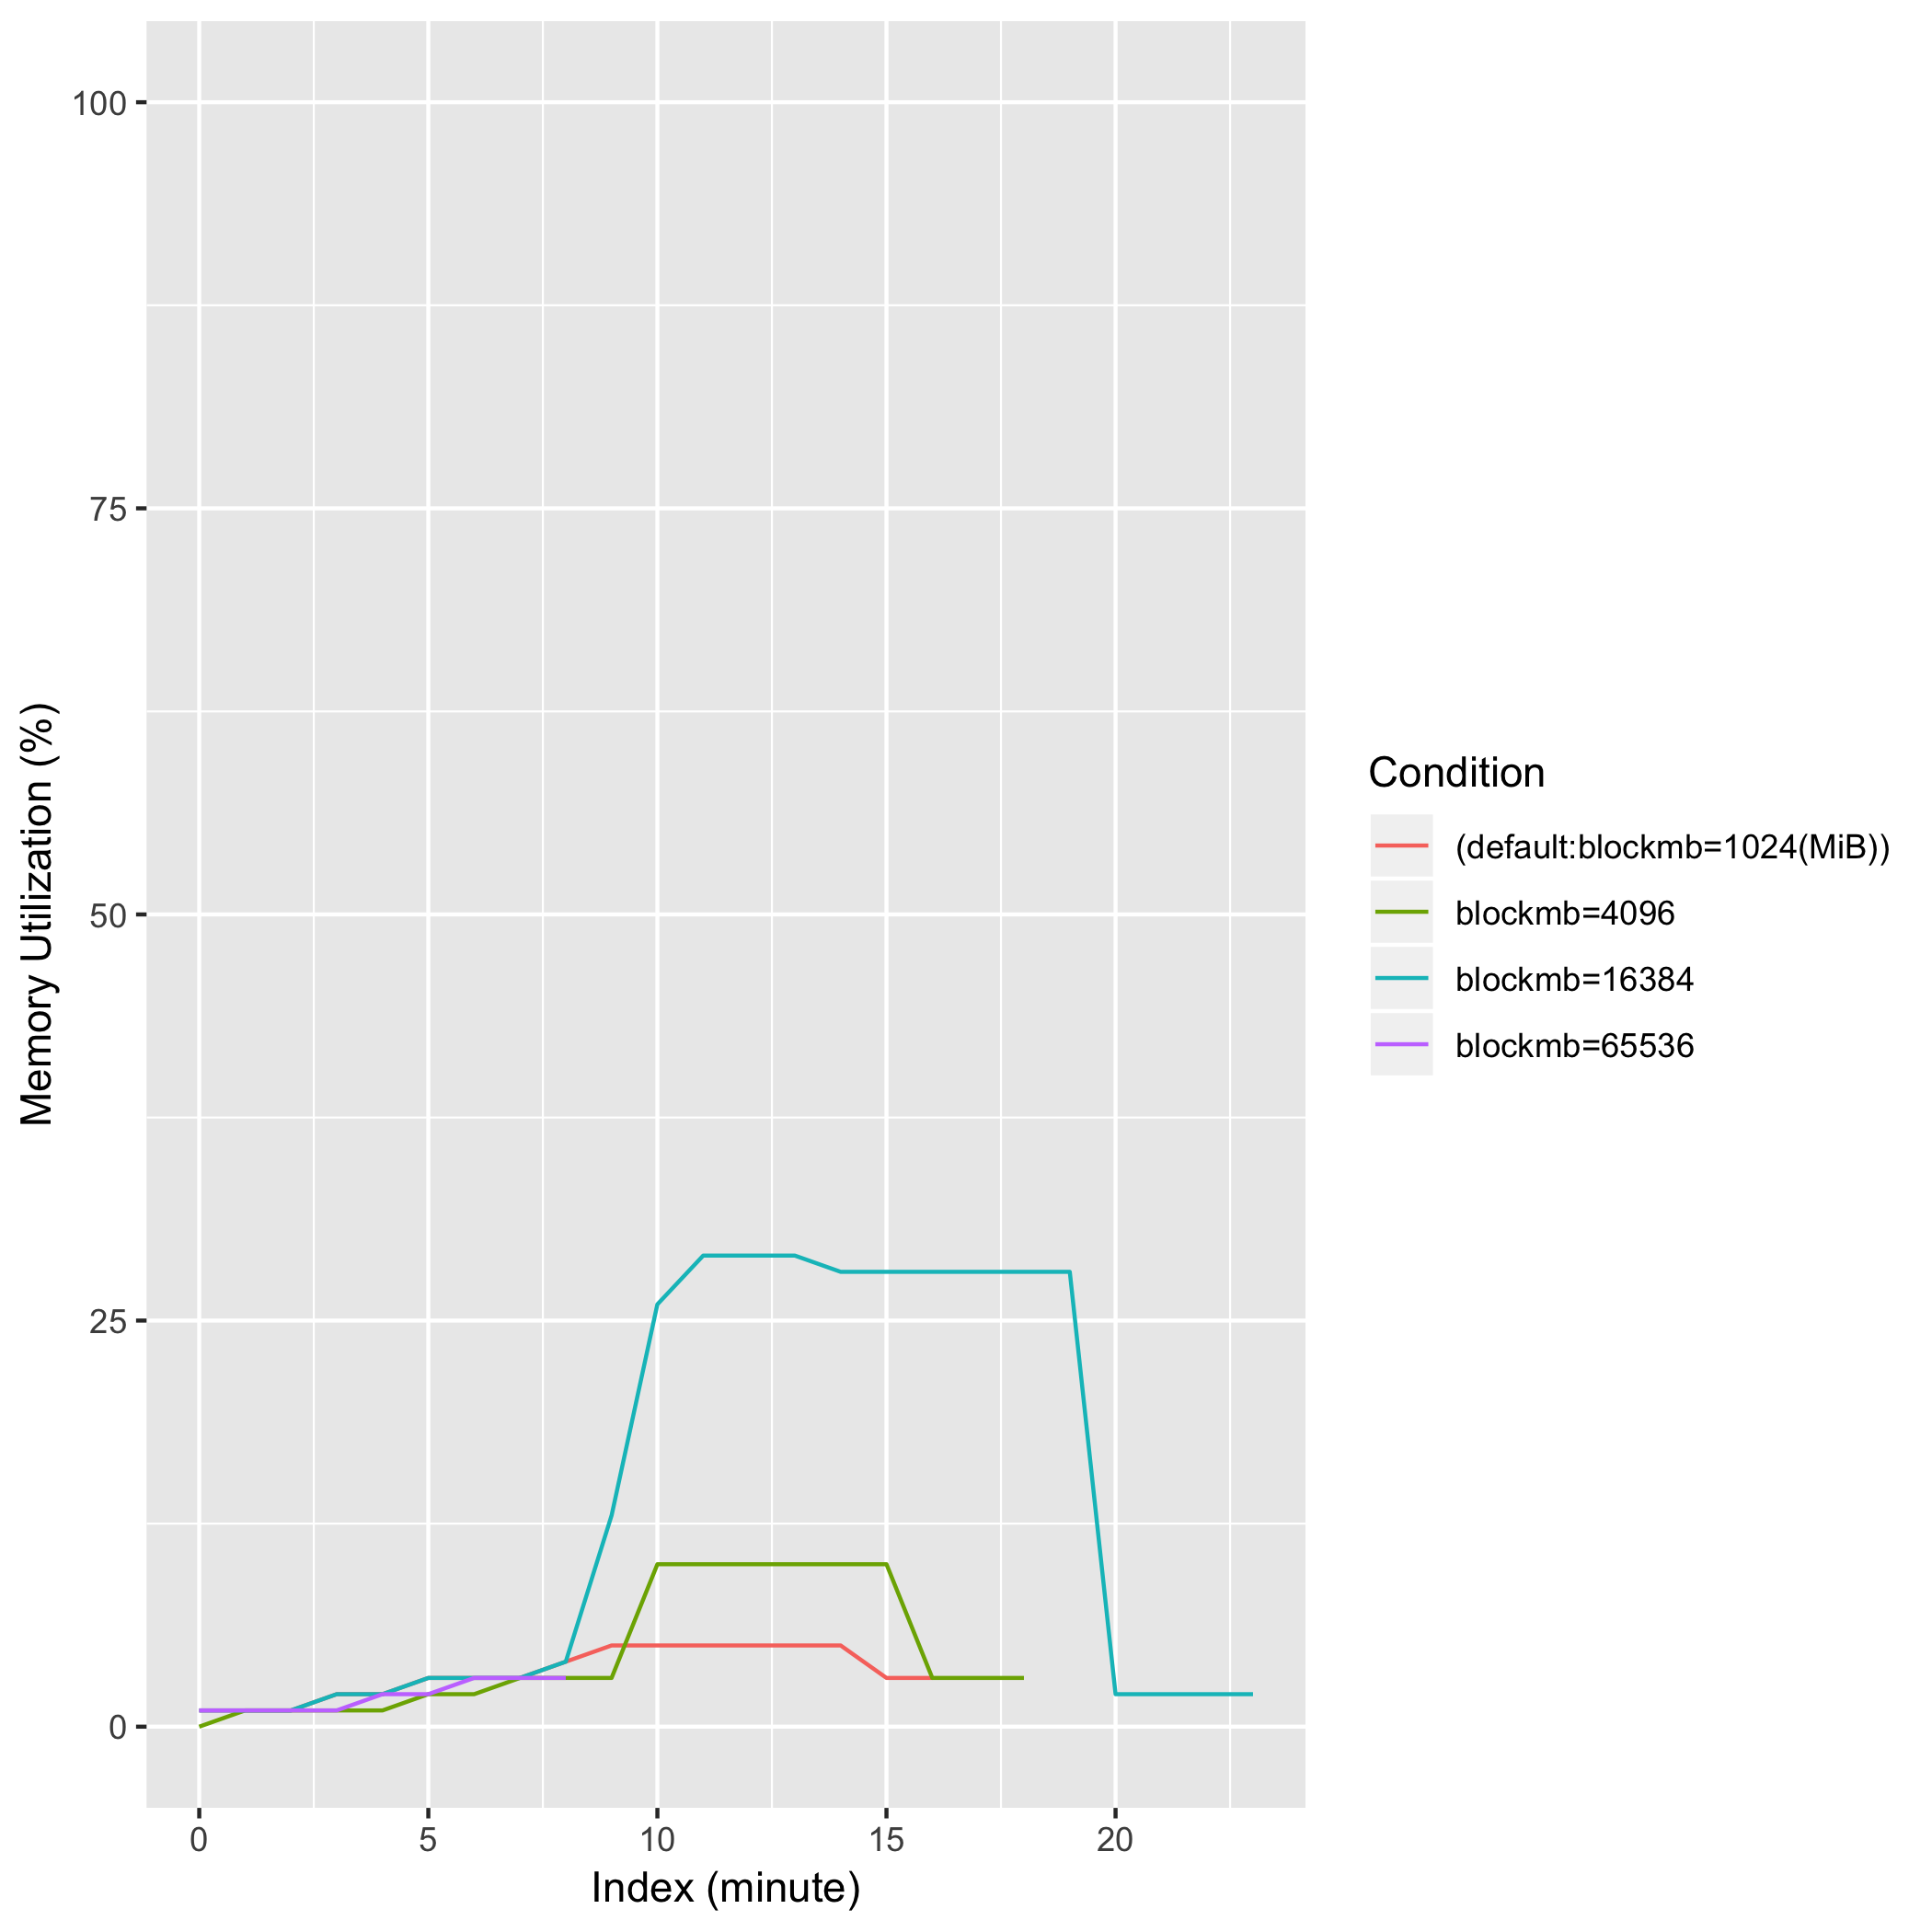 100
75
50
25
0
Memory Utilization (%)
0 5 10 15 20
Index (minute)
Condition
(default:blockmb=1024(MiB))
blockmb=4096
blockmb=16384
blockmb=65536